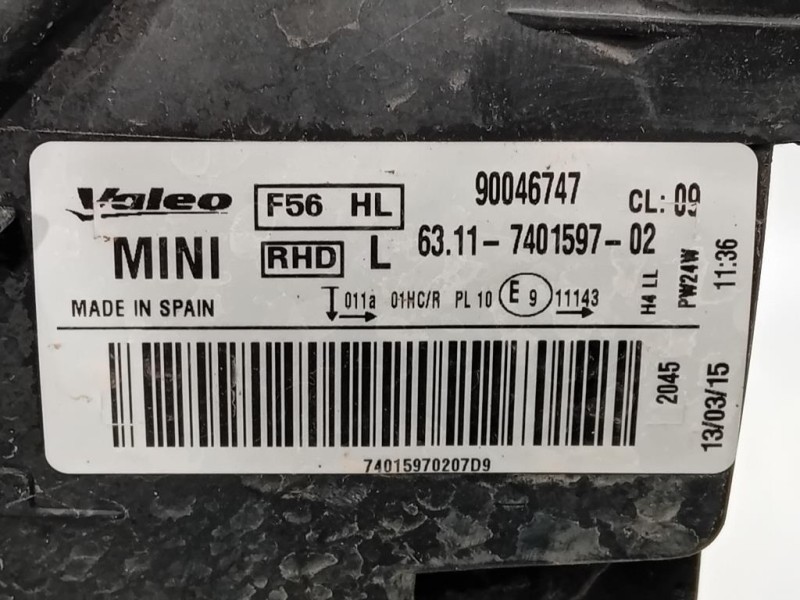 Valeo F56 HL 90046747 CL: 09
MINI RHD L 63.11-7401597-02
MADE IN SPAIN 011a 01HC/R PL 10 E 9 11143
H4 LL
PW24W
11:36
2045
13/03/15
74015970207D9